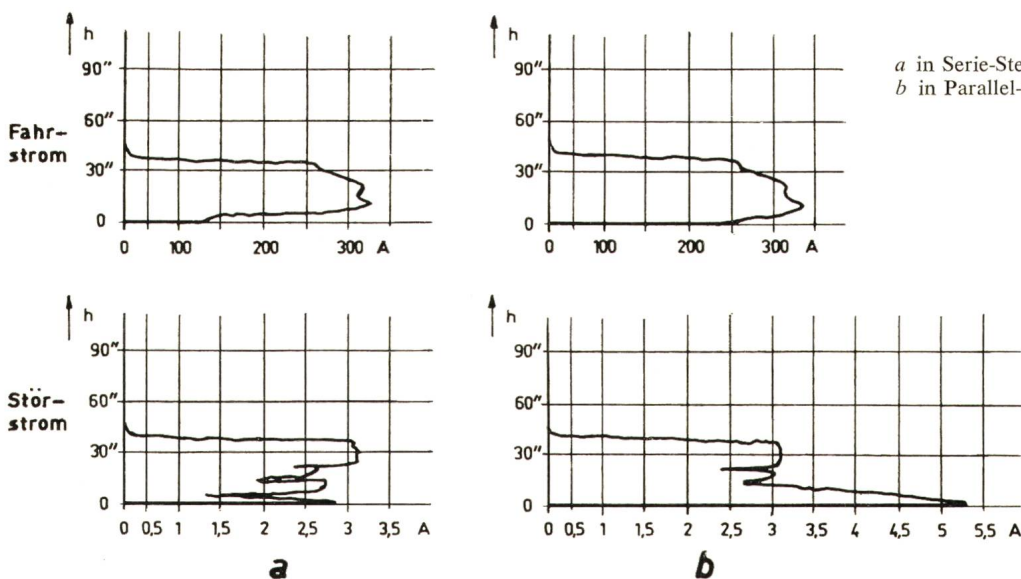 h
90"
60"
30"
0
0 100 200 300 A
Fahr-
strom
h
90"
60"
30"
0
0 100 200 300 A
a in Serie-Ste
b in Parallel-
h
90"
60"
30"
0
0 0,5 1 1,5 2 2,5 3 3,5 A
Stör-
strom
a
h
90"
60"
30"
0
0 0,5 1 2,5 3 3,5 4 4,5 5 5,5 A
b